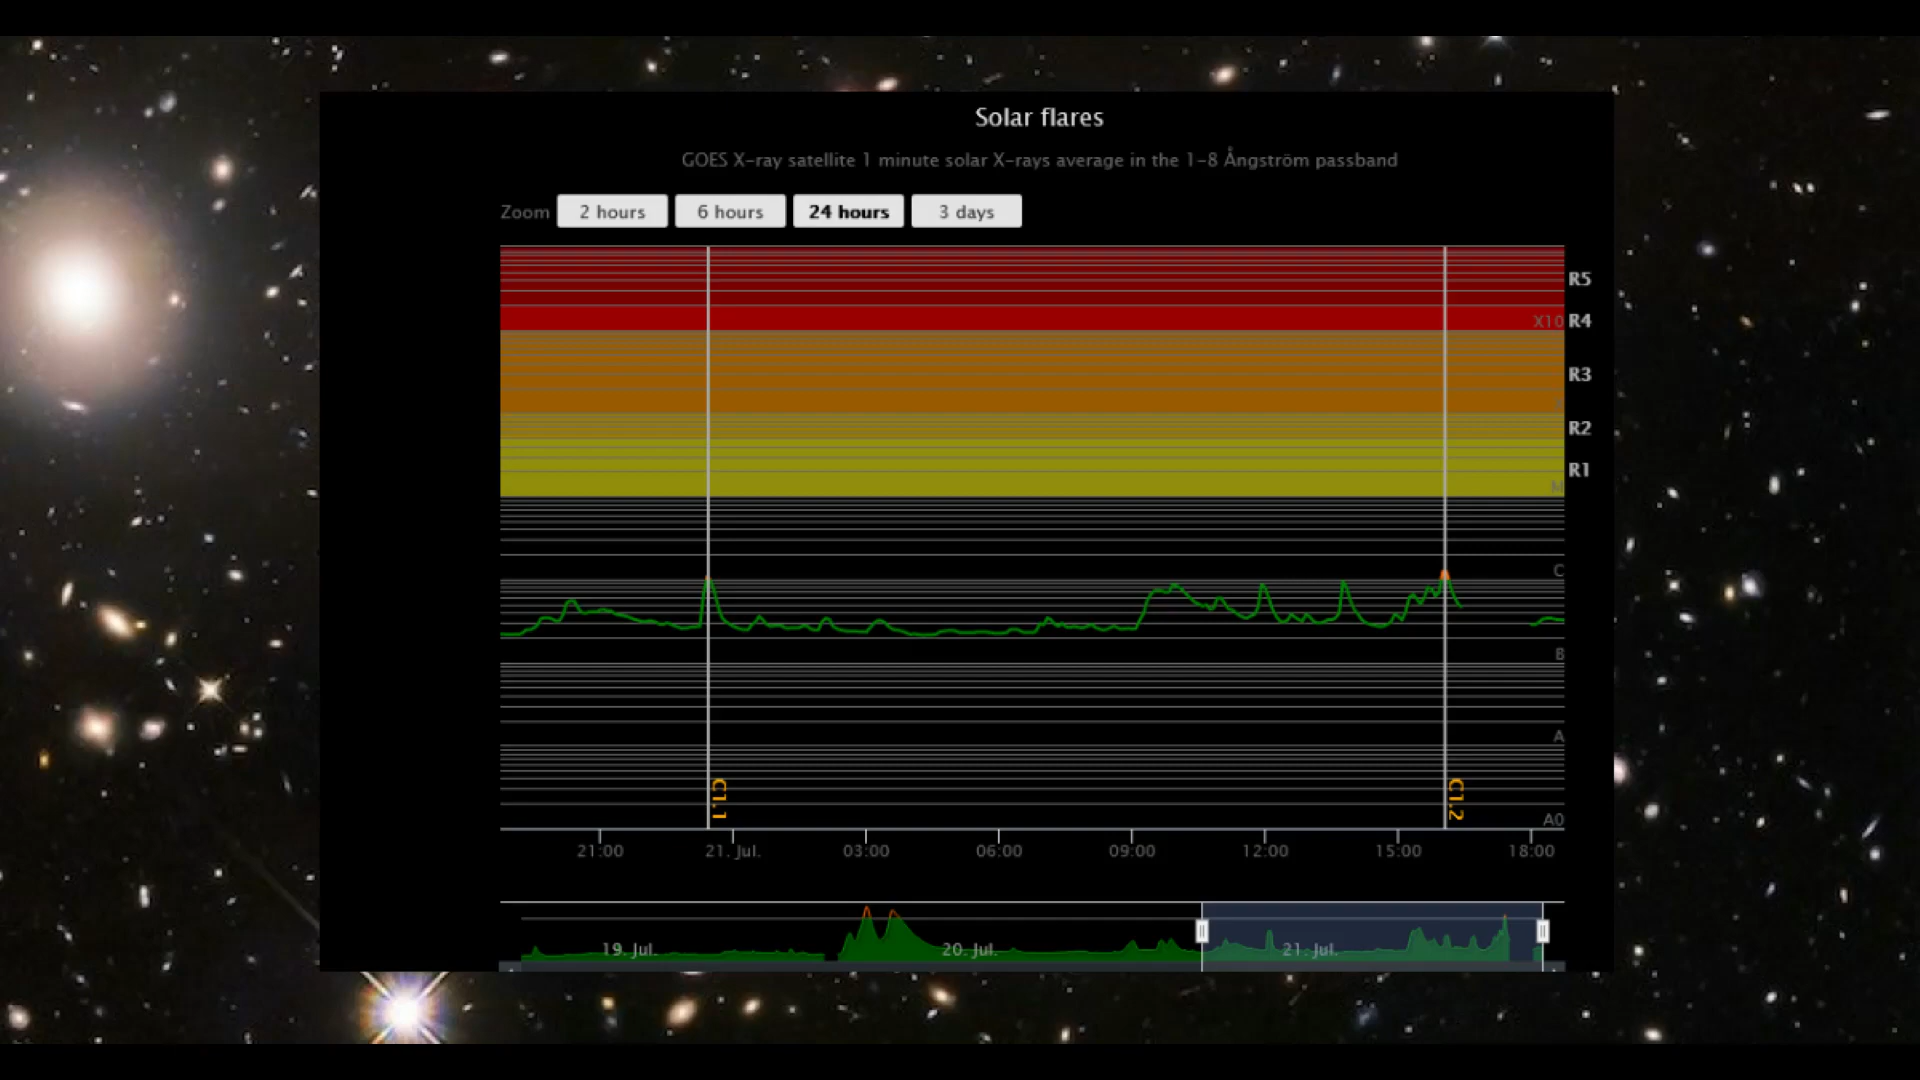 Solar flares
GOES X-ray satellite 1 minute solar X-rays average in the 1-8 Ångström passband
Zoom 2 hours 6 hours 24 hours 3 days
R5
X10 R4
R3
R2
R1
M
C
B
A
C1.1
C1.2
A0
21:00 21. Jul. 03:00 06:00 09:00 12:00 15:00 18:00
19. Jul. 20. Jul. 21. Jul.